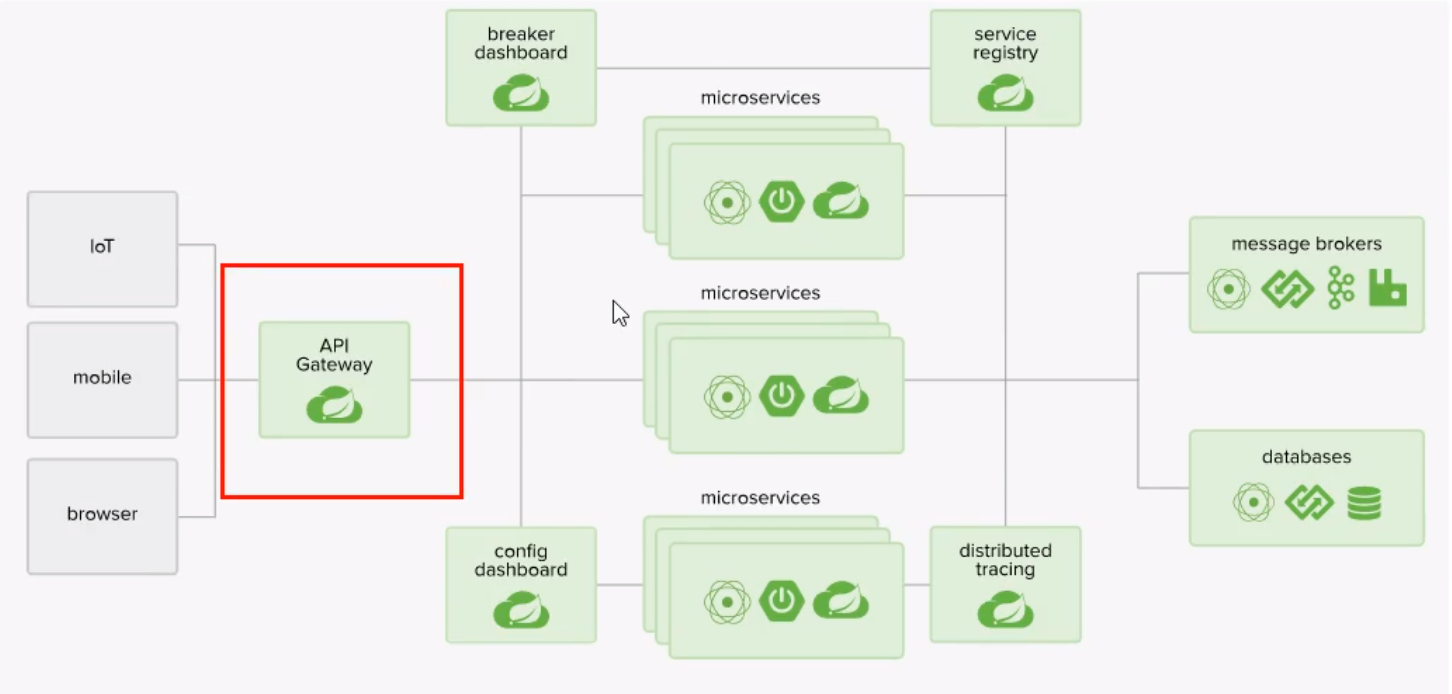 breaker
dashboard
service
registry
microservices
IoT
API
Gateway
mobile
browser
microservices
message brokers
databases
microservices
config
dashboard
distributed
tracing